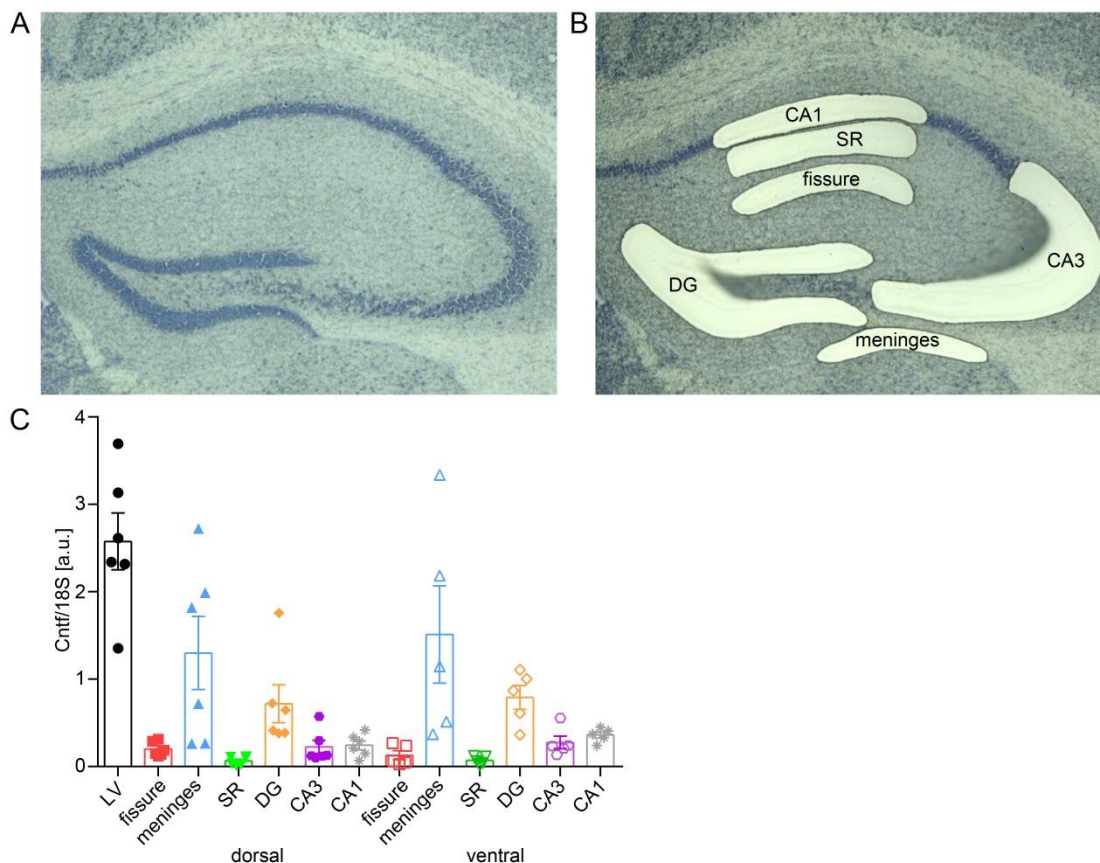 A
B
CA1
SR
fissure
CA3
DG
meninges
C
Cntf/18S [a.u.]
4
3
2
1
0
LV
fissure
meninges
SR
DG
CA3
CA1
fissure
meninges
SR
DG
CA3
CA1
dorsal
ventral